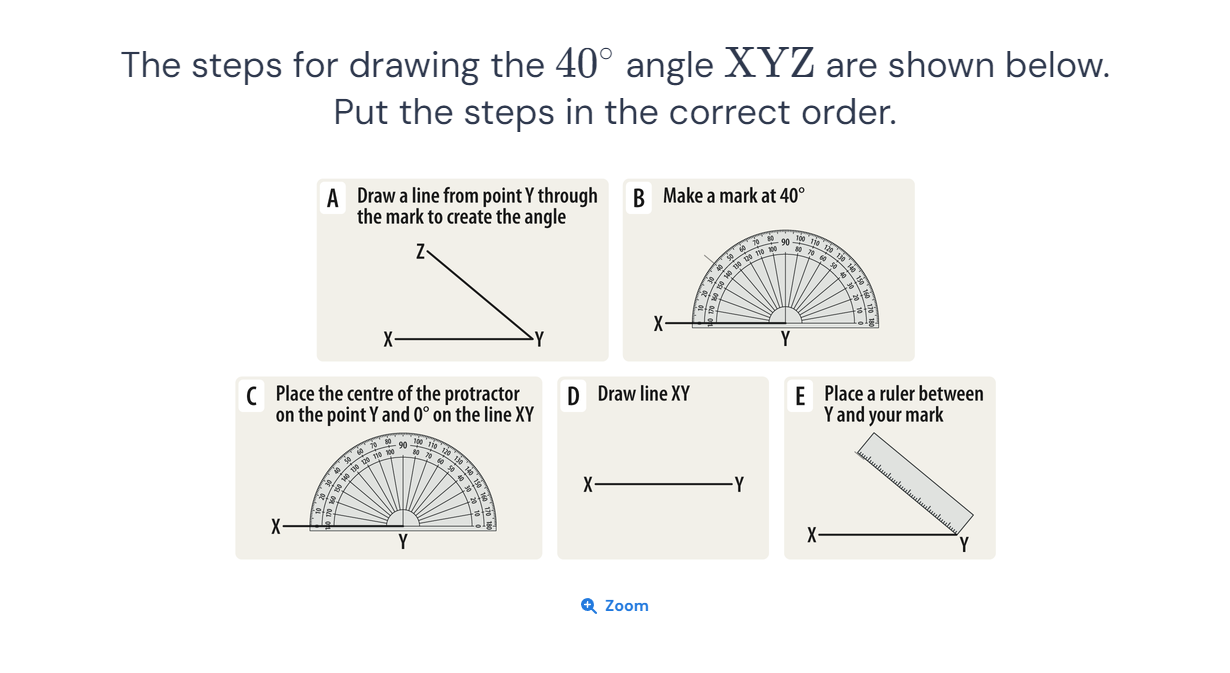 The steps for drawing the 40° angle XYZ are shown below.
Put the steps in the correct order.
A
Draw a line from point Y through
the mark to create the angle
Z
X
Y
B
Make a mark at 40°
X
Y
C
Place the centre of the protractor
on the point Y and 0° on the line XY
X
Y
D
Draw line XY
X
Y
E
Place a ruler between
Y and your mark
X
Y
Zoom